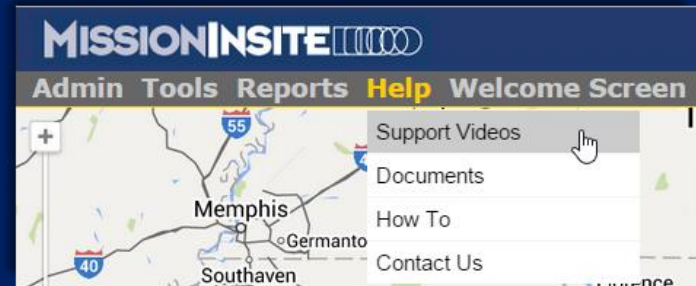 MISSIONINSITE
Admin Tools Reports Help Welcome Screen
+
55
Support Videos
Documents
Memphis
How To
Germanto
40
Contact Us
Southaven